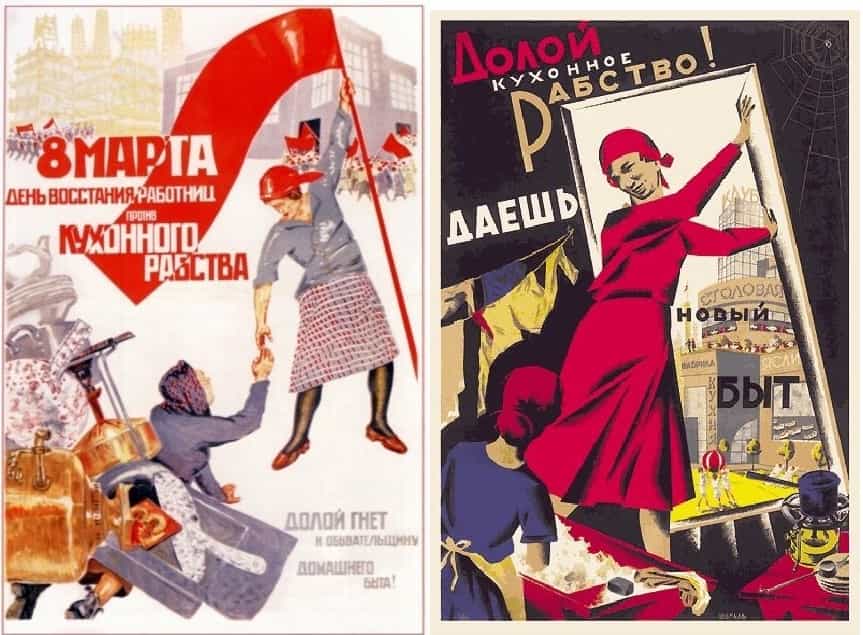 8 МАРТА
ДЕНЬ ВОССТАНИЯ РАБОТНИЦ
ПРОТИВ
КУХОННОГО
РАБСТВА
ДОЛОЙ ГНЕТ
И ОБЫВАТЕЛЬЩИНУ
ДОМАШНЕГО
БЫТА!
ДОЛОЙ
КУХОННОЕ
РАБСТВО!
ДАЕШЬ
НОВЫЙ
БЫТ
КЛУБ
СТОЛОВАЯ
ФАБРИКА
ЯСЛИ